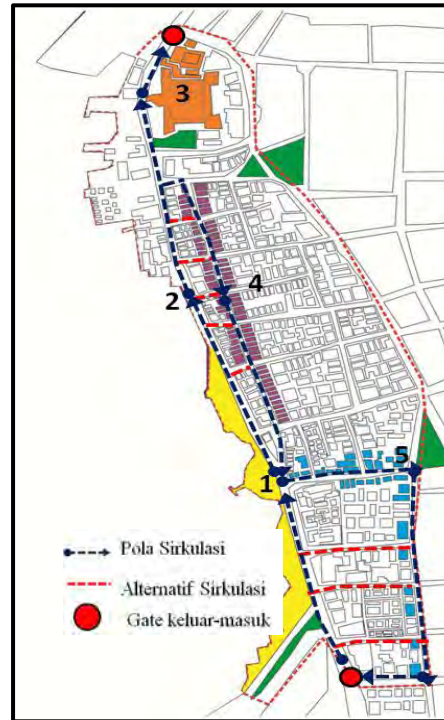 3
4
2
5
1
Pola Sirkulasi
Alternatif Sirkulasi
Gate keluar-masuk